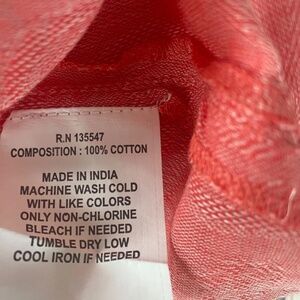 R.N 135547
COMPOSITION : 100% COTTON
MADE IN INDIA
MACHINE WASH COLD
WITH LIKE COLORS
ONLY NON-CHLORINE
BLEACH IF NEEDED
TUMBLE DRY LOW
COOL IRON IF NEEDED